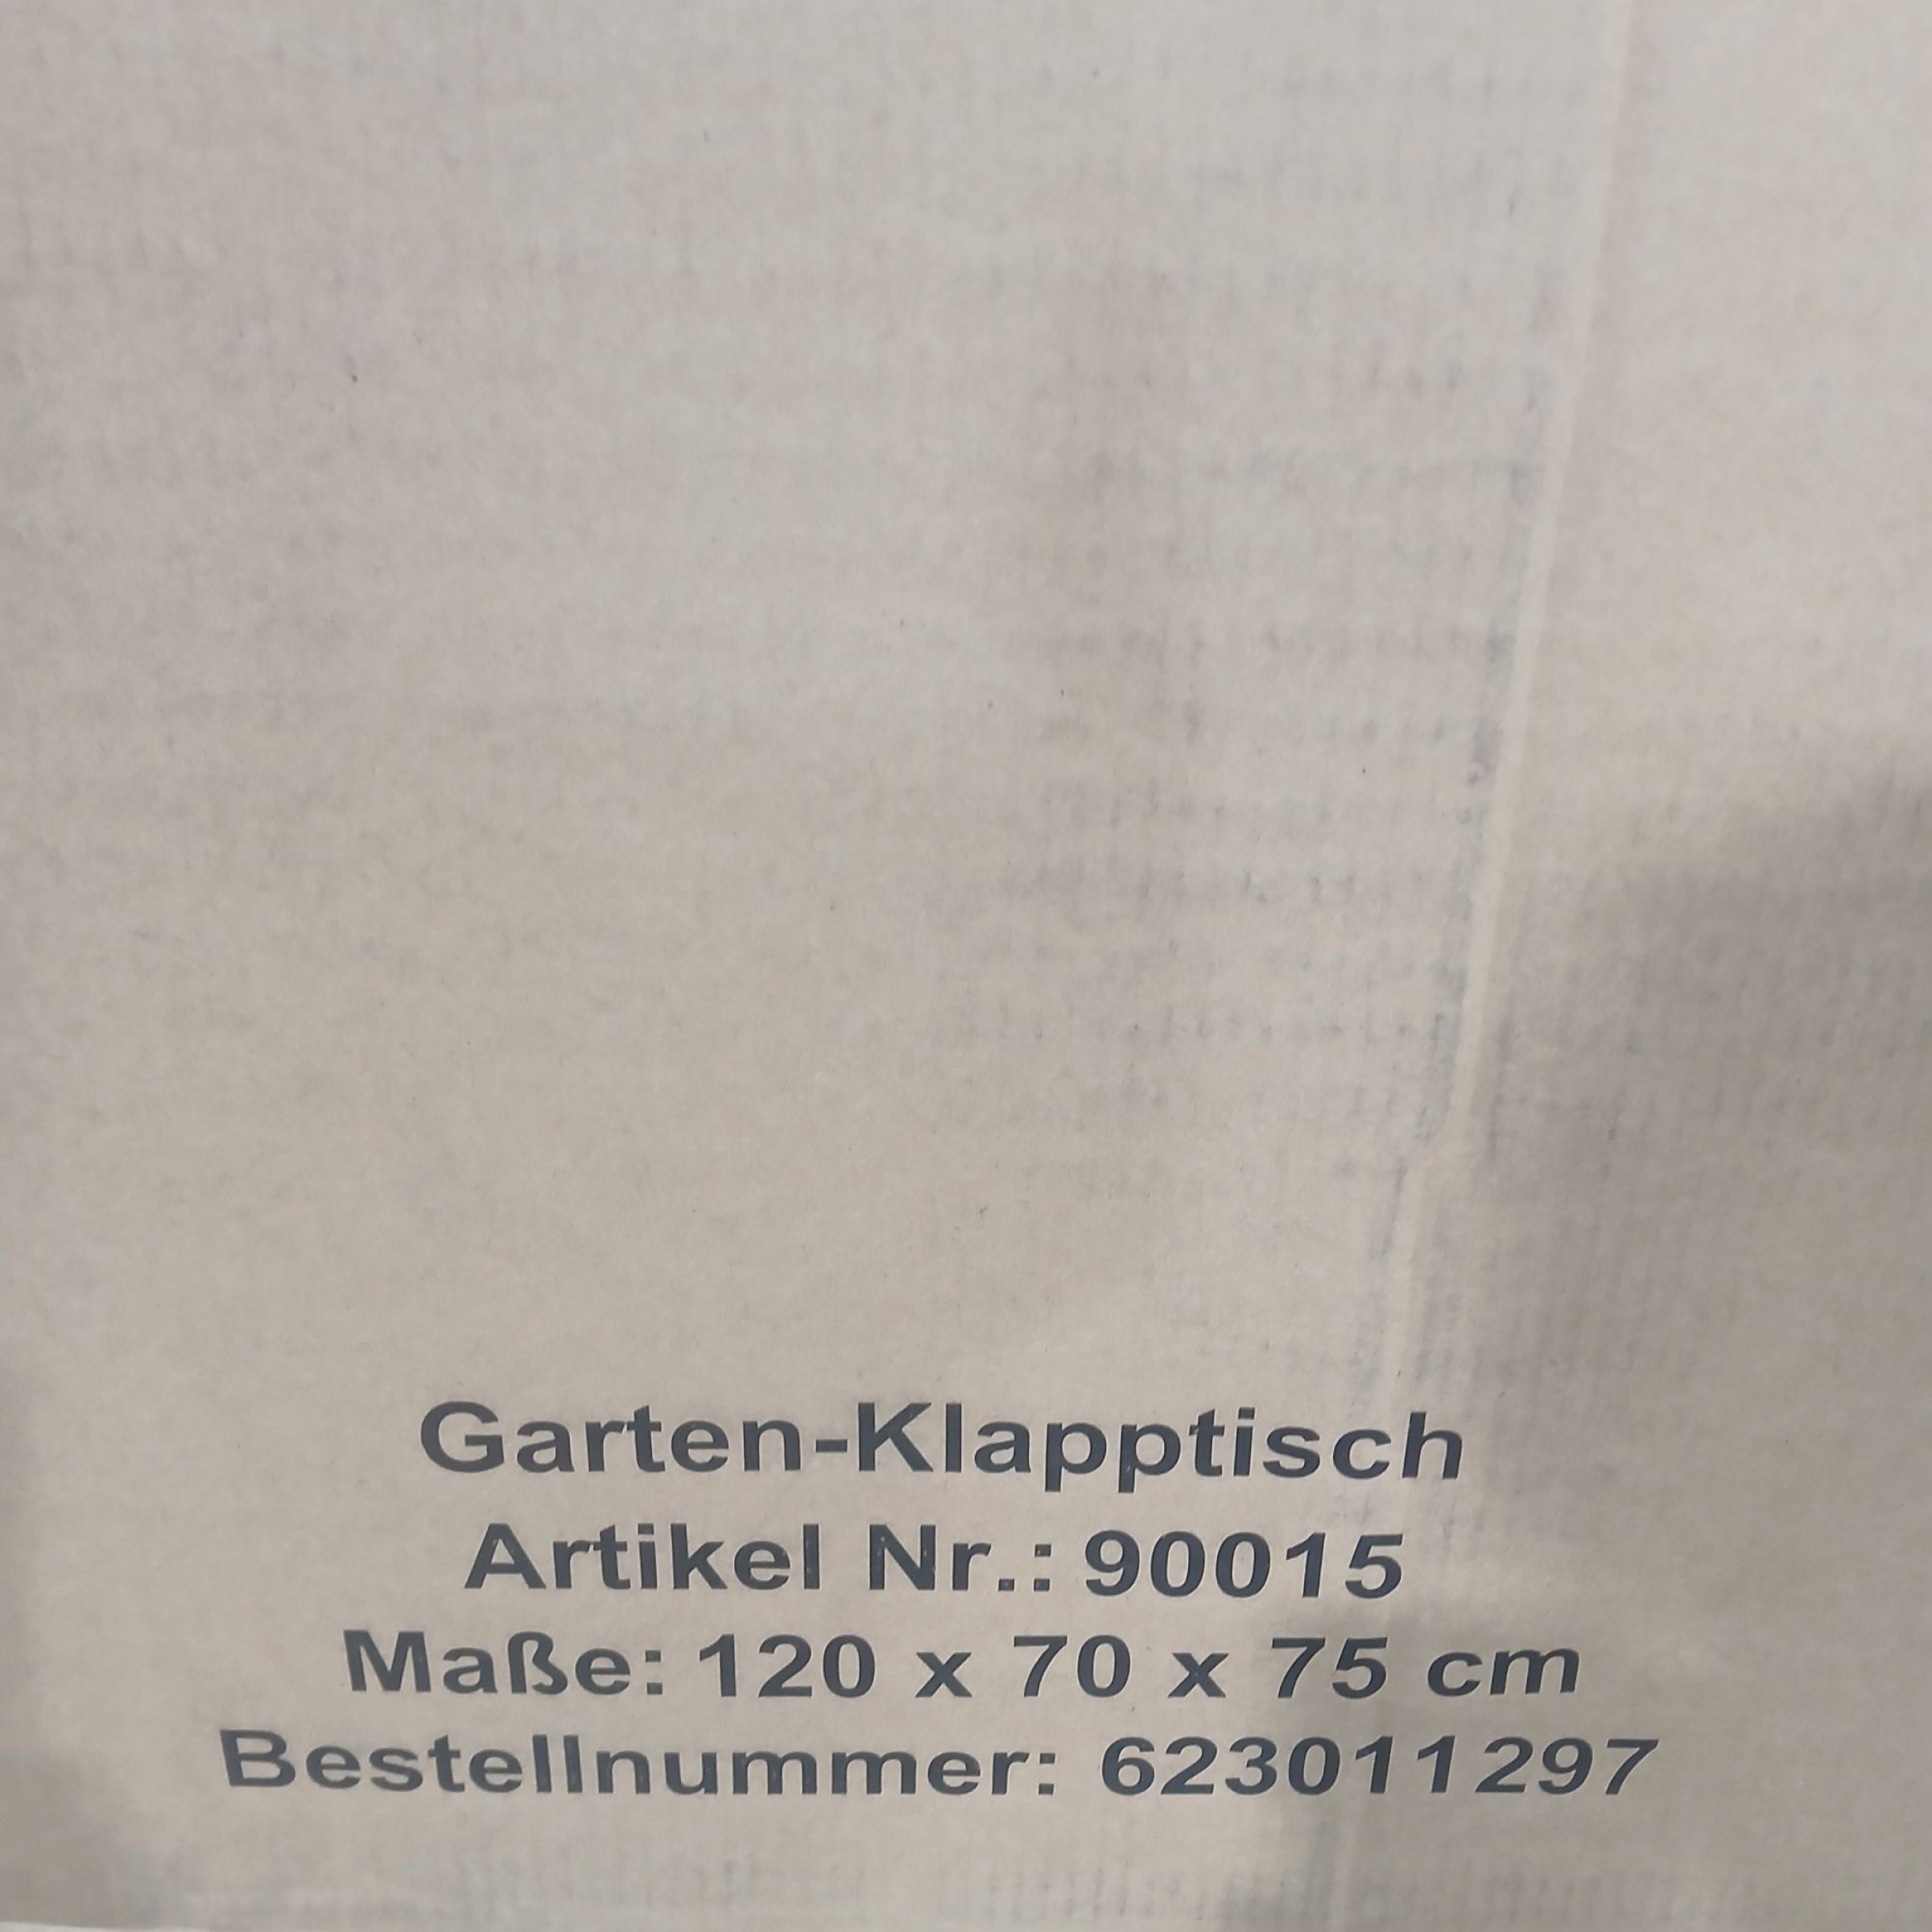 Garten-Klapptisch
Artikel Nr.: 90015
Maße: 120 x 70 x 75 cm
Bestellnummer: 623011297